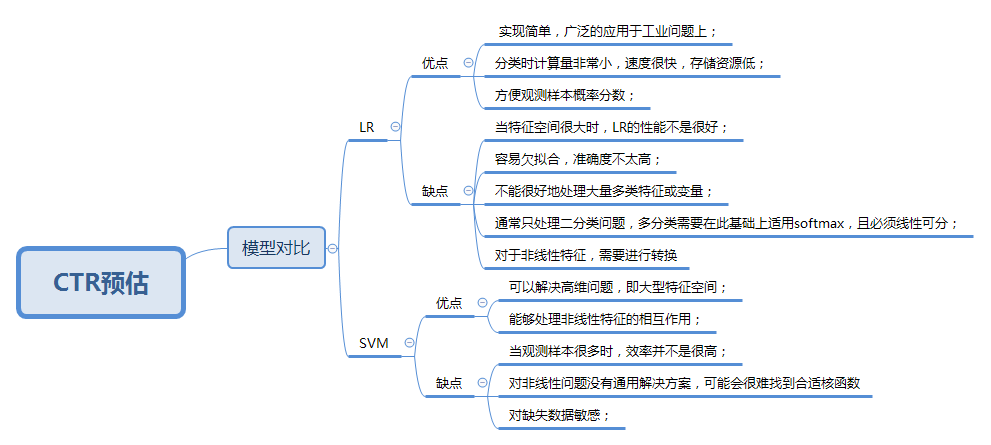 CTR预估
模型对比
LR
优点
实现简单，广泛的应用于工业问题上；
分类时计算量非常小，速度很快，存储资源低；
方便观测样本概率分数；
缺点
当特征空间很大时，LR的性能不是很好；
容易欠拟合，准确度不太高；
不能很好地处理大量多类特征或变量；
通常只处理二分类问题，多分类需要在此基础上适用softmax，且必须线性可分；
对于非线性特征，需要进行转换
SVM
优点
可以解决高维问题，即大型特征空间；
能够处理非线性特征的相互作用；
缺点
当观测样本很多时，效率并不是很高；
对非线性问题没有通用解决方案，可能会很难找到合适核函数
对缺失数据敏感；